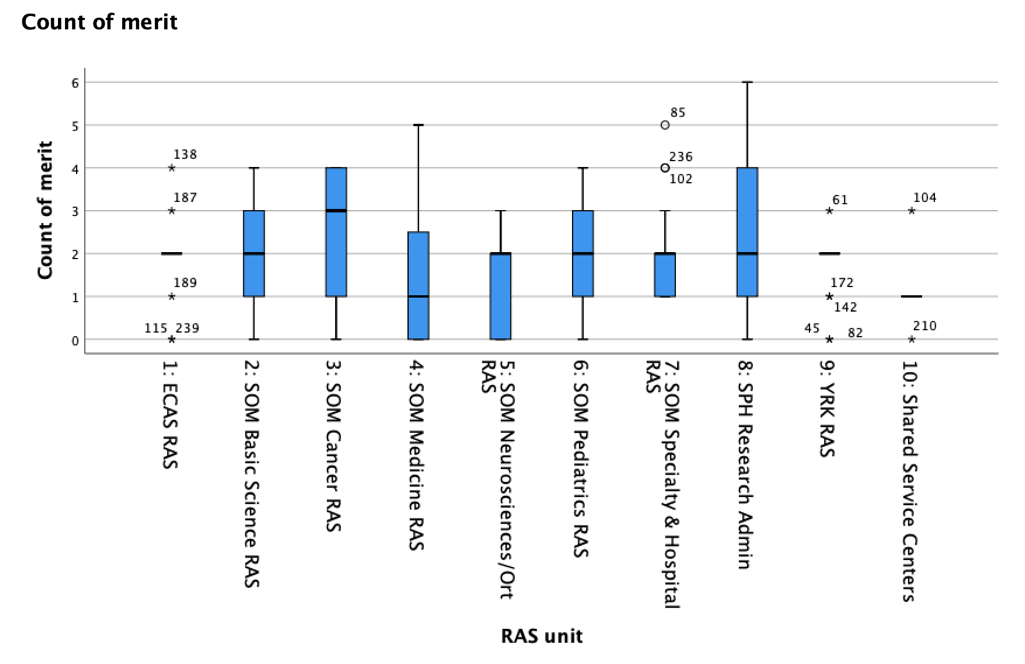 Count of merit
Count of merit
6
5
4
3
2
1
0
138
187
189
115 239
85
236
102
61
172
142
45
82
104
210
1: ECAS RAS
2: SOM Basic Science RAS
3: SOM Cancer RAS
4: SOM Medicine RAS
5: SOM Neurosciences/Ort
RAS
6: SOM Pediatrics RAS
7: SOM Specialty & Hospital
RAS
8: SPH Research Admin
9: YRK RAS
10: Shared Service Centers
RAS unit